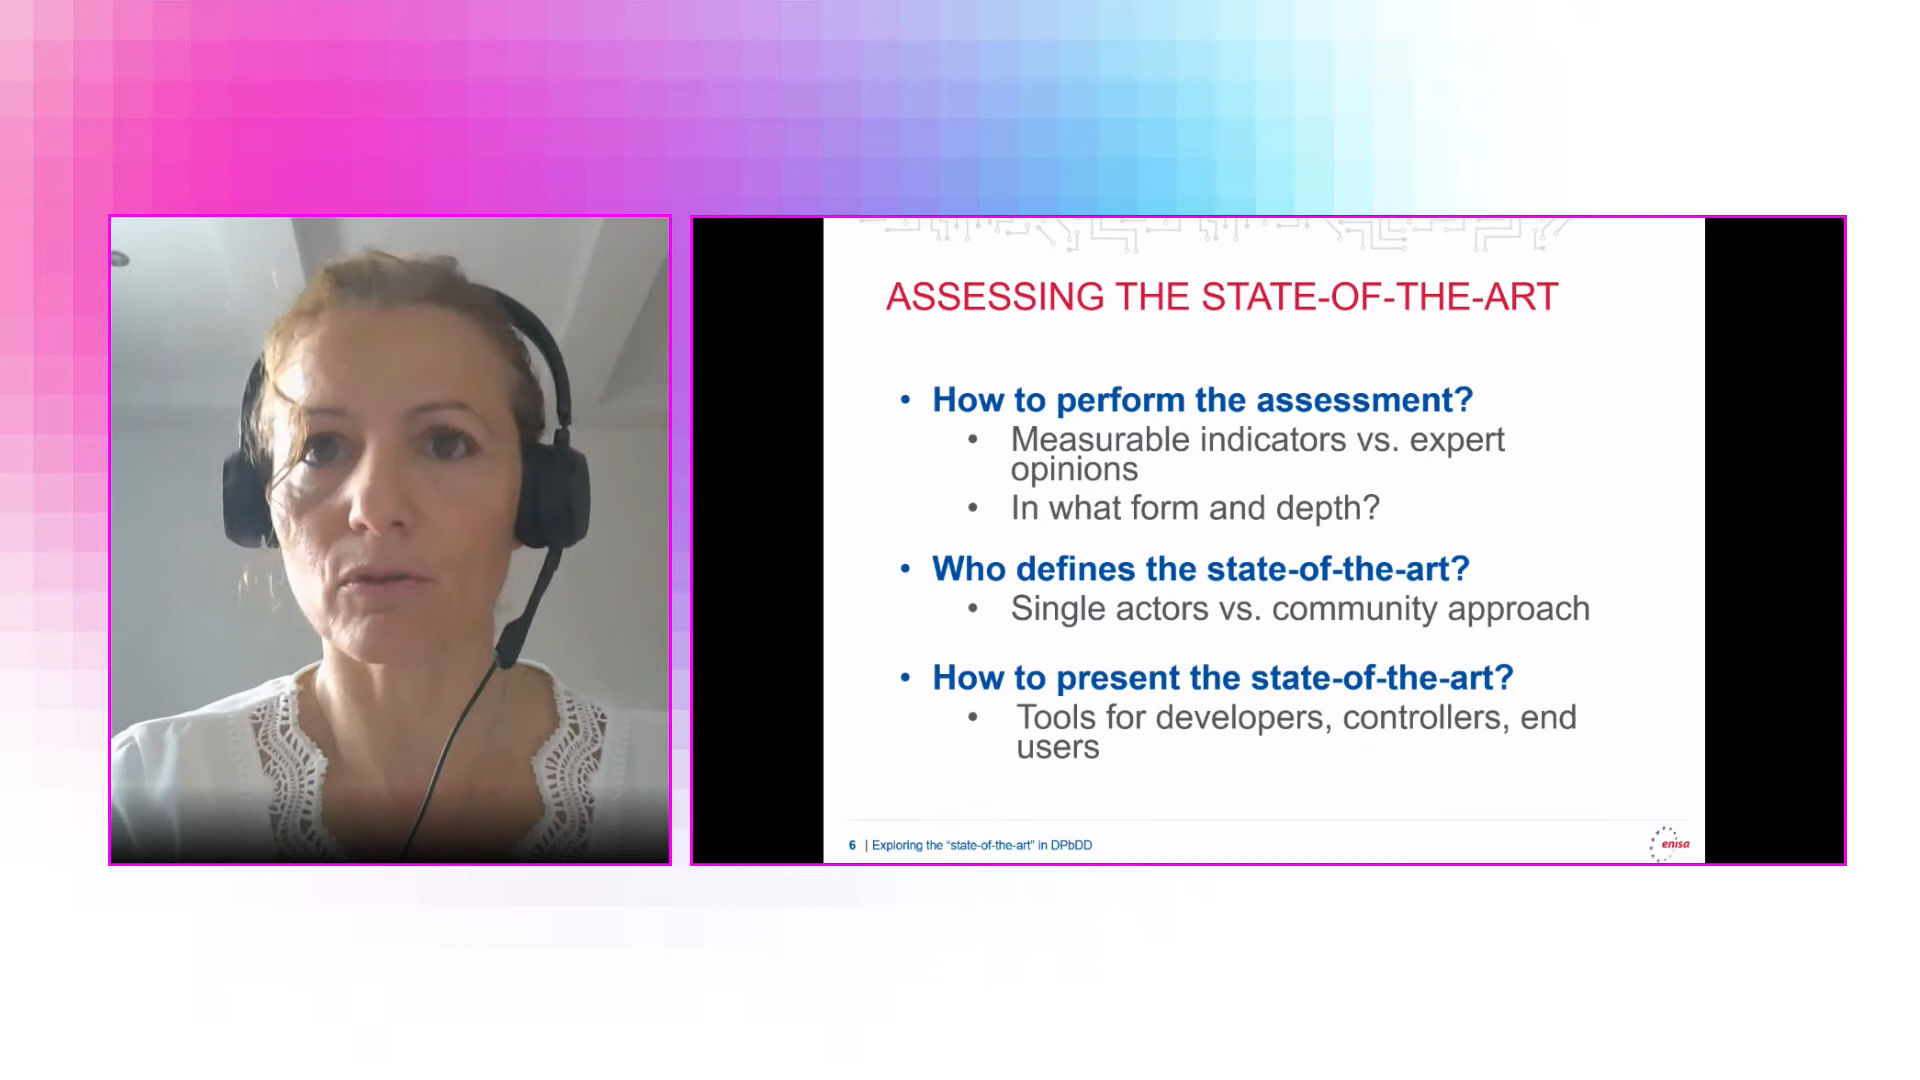 ASSESSING THE STATE-OF-THE-ART
• How to perform the assessment?
• Measurable indicators vs. expert
opinions
• In what form and depth?
• Who defines the state-of-the-art?
• Single actors vs. community approach
• How to present the state-of-the-art?
• Tools for developers, controllers, end
users
6 | Exploring the “state-of-the-art” in DPbDD
enisa